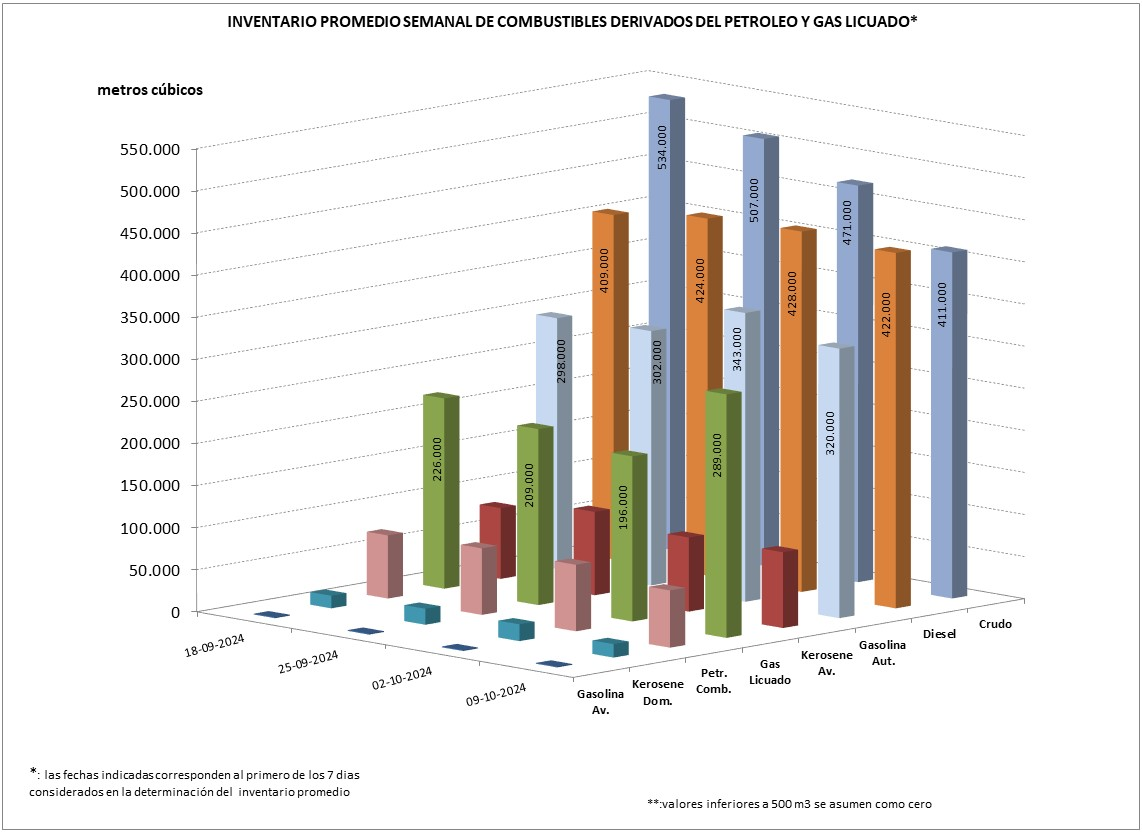 INVENTARIO PROMEDIO SEMANAL DE COMBUSTIBLES DERIVADOS DEL PETROLEO Y GAS LICUADO*
metros cúbicos
550.000
500.000
450.000
400.000
350.000
300.000
250.000
200.000
150.000
100.000
50.000
0
534.000
507.000
471.000
411.000
409.000
424.000
428.000
422.000
298.000
302.000
343.000
320.000
226.000
209.000
196.000
289.000
18-09-2024
25-09-2024
02-10-2024
09-10-2024
Gasolina
Av.
Kerosene
Dom.
Petr.
Comb.
Gas
Licuado
Kerosene
Av.
Gasolina
Aut.
Diesel
Crudo
*: las fechas indicadas corresponden al primero de los 7 dias
considados en la determinación del inventario promedio
**:valores inferiores a 500 m3 se asumen como cero